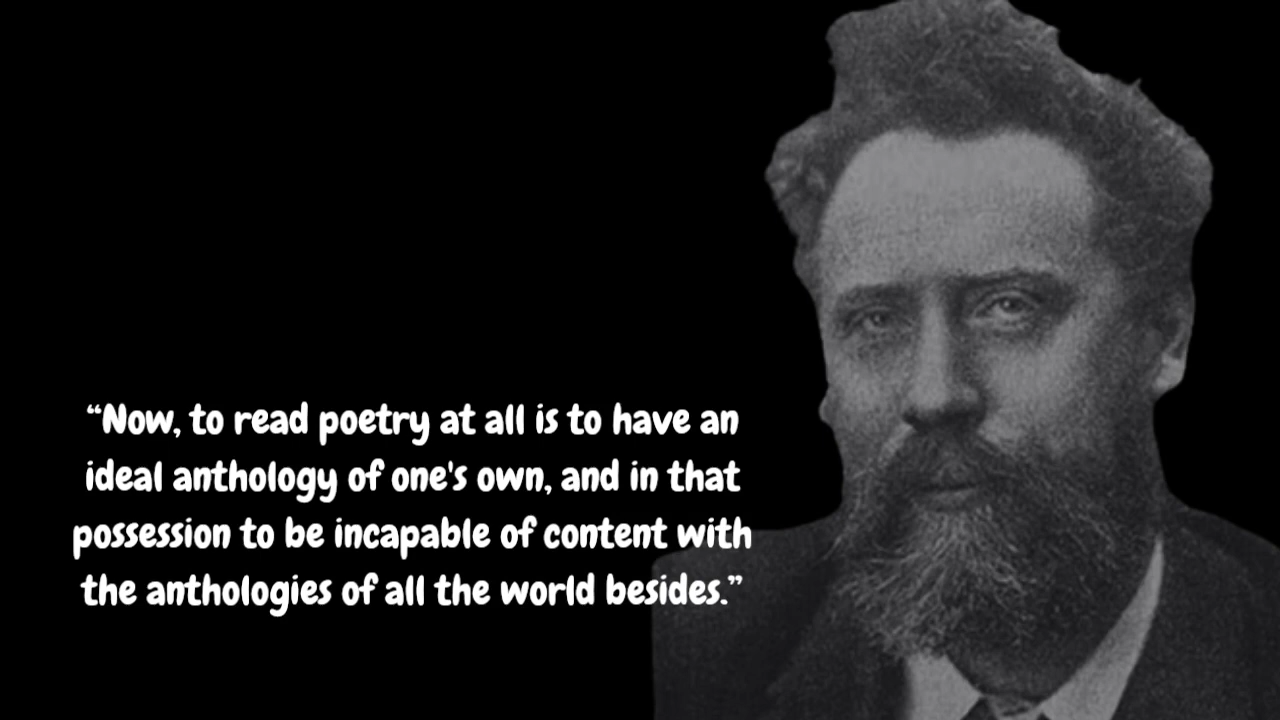 “Now, to read poetry at all is to have an
ideal anthology of one's own, and in that
possession to be incapable of content with
the anthologies of all the world besides.”